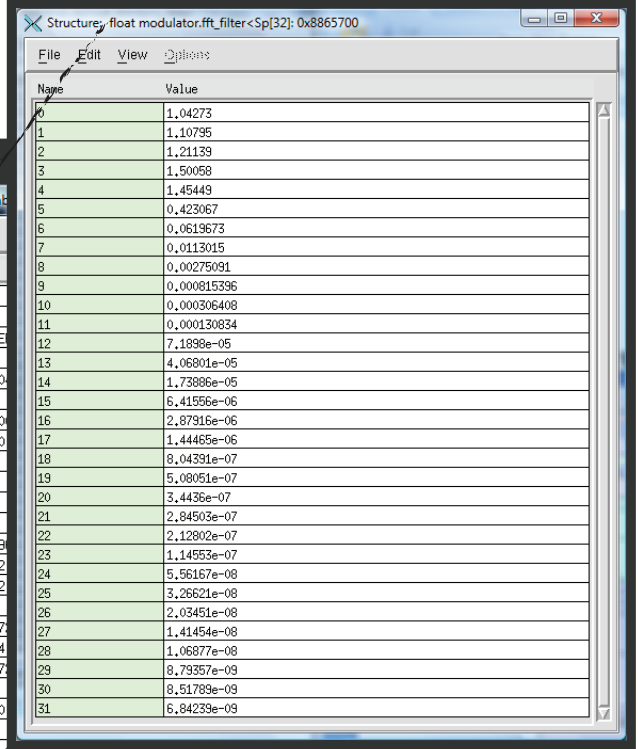 Structure: float modulator.fft_filter<Sp[32]: 0x8865700
File Edit View Options
Name Value
0 1.04273
1 1.10795
2 1.21139
3 1.50058
4 1.45449
5 0.423067
6 0.0619673
7 0.0113015
8 0.00275091
9 0.000815396
10 0.000306408
11 0.000130834
12 7.1898e-05
13 4.06801e-05
14 1.73886e-05
15 6.41556e-06
16 2.87916e-06
17 1.44465e-06
18 8.04391e-07
19 5.08051e-07
20 3.4436e-07
21 2.84503e-07
22 2.12802e-07
23 1.14553e-07
24 5.56167e-08
25 3.26621e-08
26 2.03451e-08
27 1.41454e-08
28 1.06877e-08
29 8.79357e-09
30 8.51789e-09
31 6.84239e-09